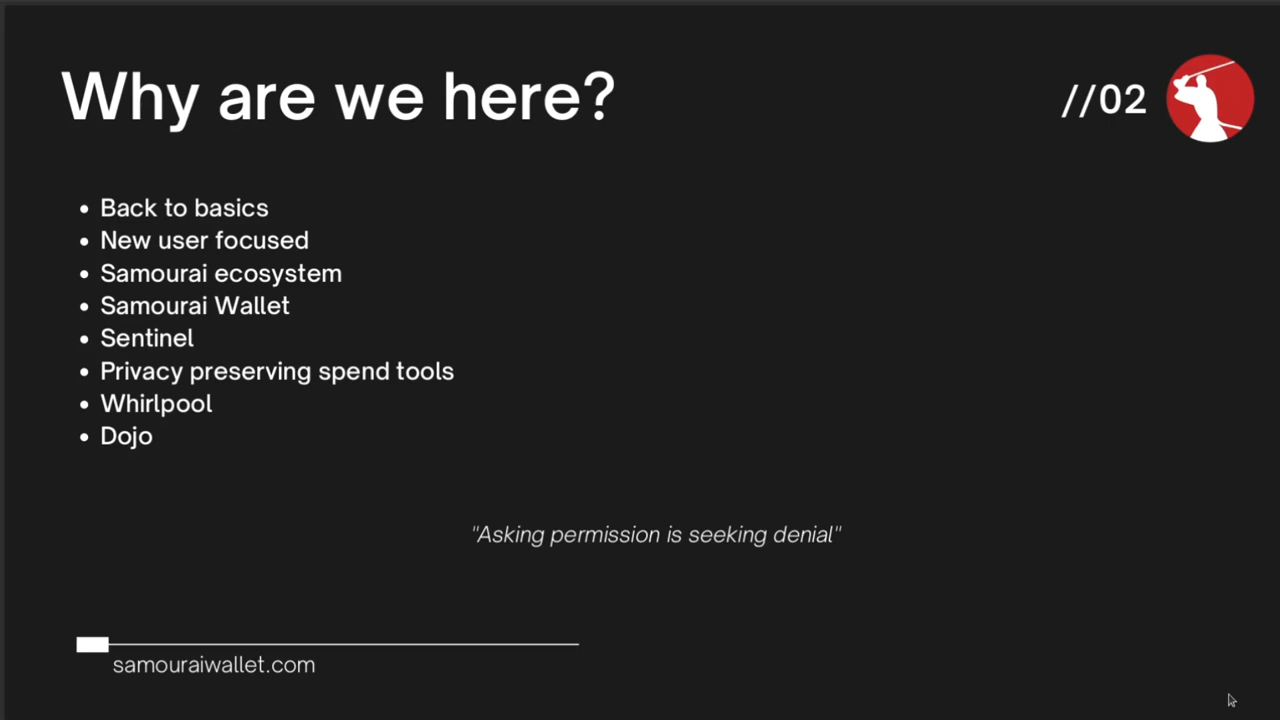 Why are we here?
//02
• Back to basics
• New user focused
• Samourai ecosystem
• Samourai Wallet
• Sentinel
• Privacy preserving spend tools
• Whirlpool
• Dojo
"Asking permission is seeking denial"
samouraiwallet.com